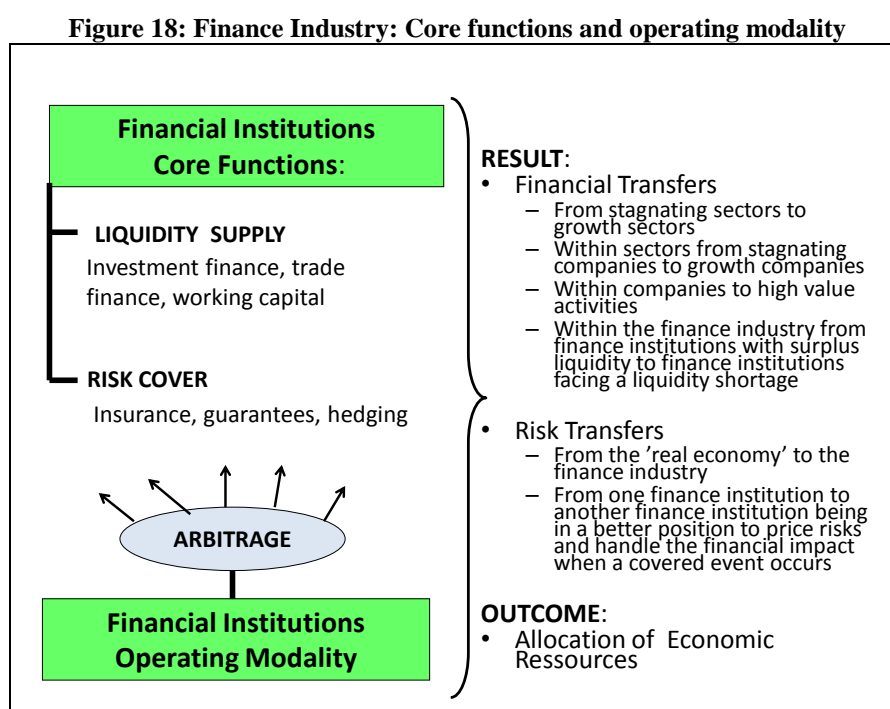 Figure 18: Finance Industry: Core functions and operating modality
Financial Institutions
Core Functions:
LIQUIDITY SUPPLY
Investment finance, trade
finance, working capital
RISK COVER
Insurance, guarantees, hedging
ARBITRAGE
Financial Institutions
Operating Modality
RESULT:
• Financial Transfers
– From stagnating sectors to
growth sectors
– Within sectors from stagnating
companies to growth companies
– Within companies to high value
activities
– Within the finance industry from
finance institutions with surplus
liquidity to finance institutions
facing a liquidity shortage
• Risk Transfers
– From the ’real economy’ to the
finance industry
– From one finance institution to
another finance institution being
in a better position to price risks
and handle the financial impact
when a covered event occurs
OUTCOME:
• Allocation of Economic
Ressources